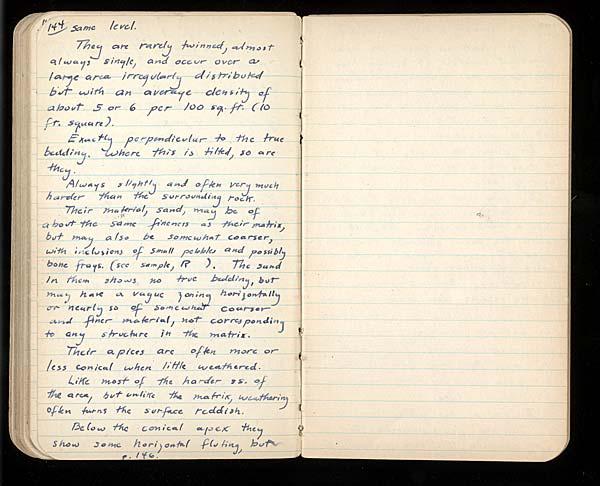 144 same level.
They are rarely twinned, almost
always single, and occur over a
large area irregularly distributed
but with an average density of
about 5 or 6 per 100 sq. ft. (10
ft. square).
Exactly perpendicular to the true
bedding. Where this is tilted, so are
they.
Always slightly and often very much
harder than the surrounding rock.
Their material, sand, may be of
about the same fineness as their matrix,
but may also be somewhat coarser,
with inclusions of small pebbles and possibly
bone frags. (see sample, R ). The sand
in them shows no true bedding, but
may have a vague zoning horizontally
or nearly so of somewhat coarser
and finer material, not corresponding
to any structure in the matrix.
Their apices are often more or
less conical when little weathered.
Like most of the harder ss. of
the area, but unlike the matrix, weathering
often turns the surface reddish.
Below the conical apex they
show some horizontal fluting, but
p. 146.